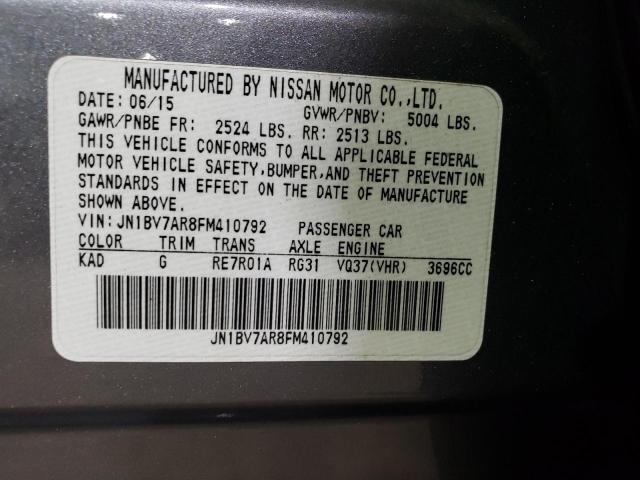 MANUFACTURED BY NISSAN MOTOR CO.,LTD.
DATE: 06/15 GVWR/PNBV: 5004 LBS.
GAWR/PNBE FR: 2524 LBS. RR: 2513 LBS.
THIS VEHICLE CONFORMS TO ALL APPLICABLE FEDERAL
MOTOR VEHICLE SAFETY,BUMPER,AND THEFT PREVENTION
STANDARDS IN EFFECT ON THE DATE OF MANUFACTURE
SHOWN ABOVE.
VIN:JN1BV7AR8FM410792 PASSENGER CAR
COLOR TRIM TRANS AXLE ENGINE
KAD G RE7R01A RG31 VQ37(VHR) 3696CC
JN1BV7AR8FM410792